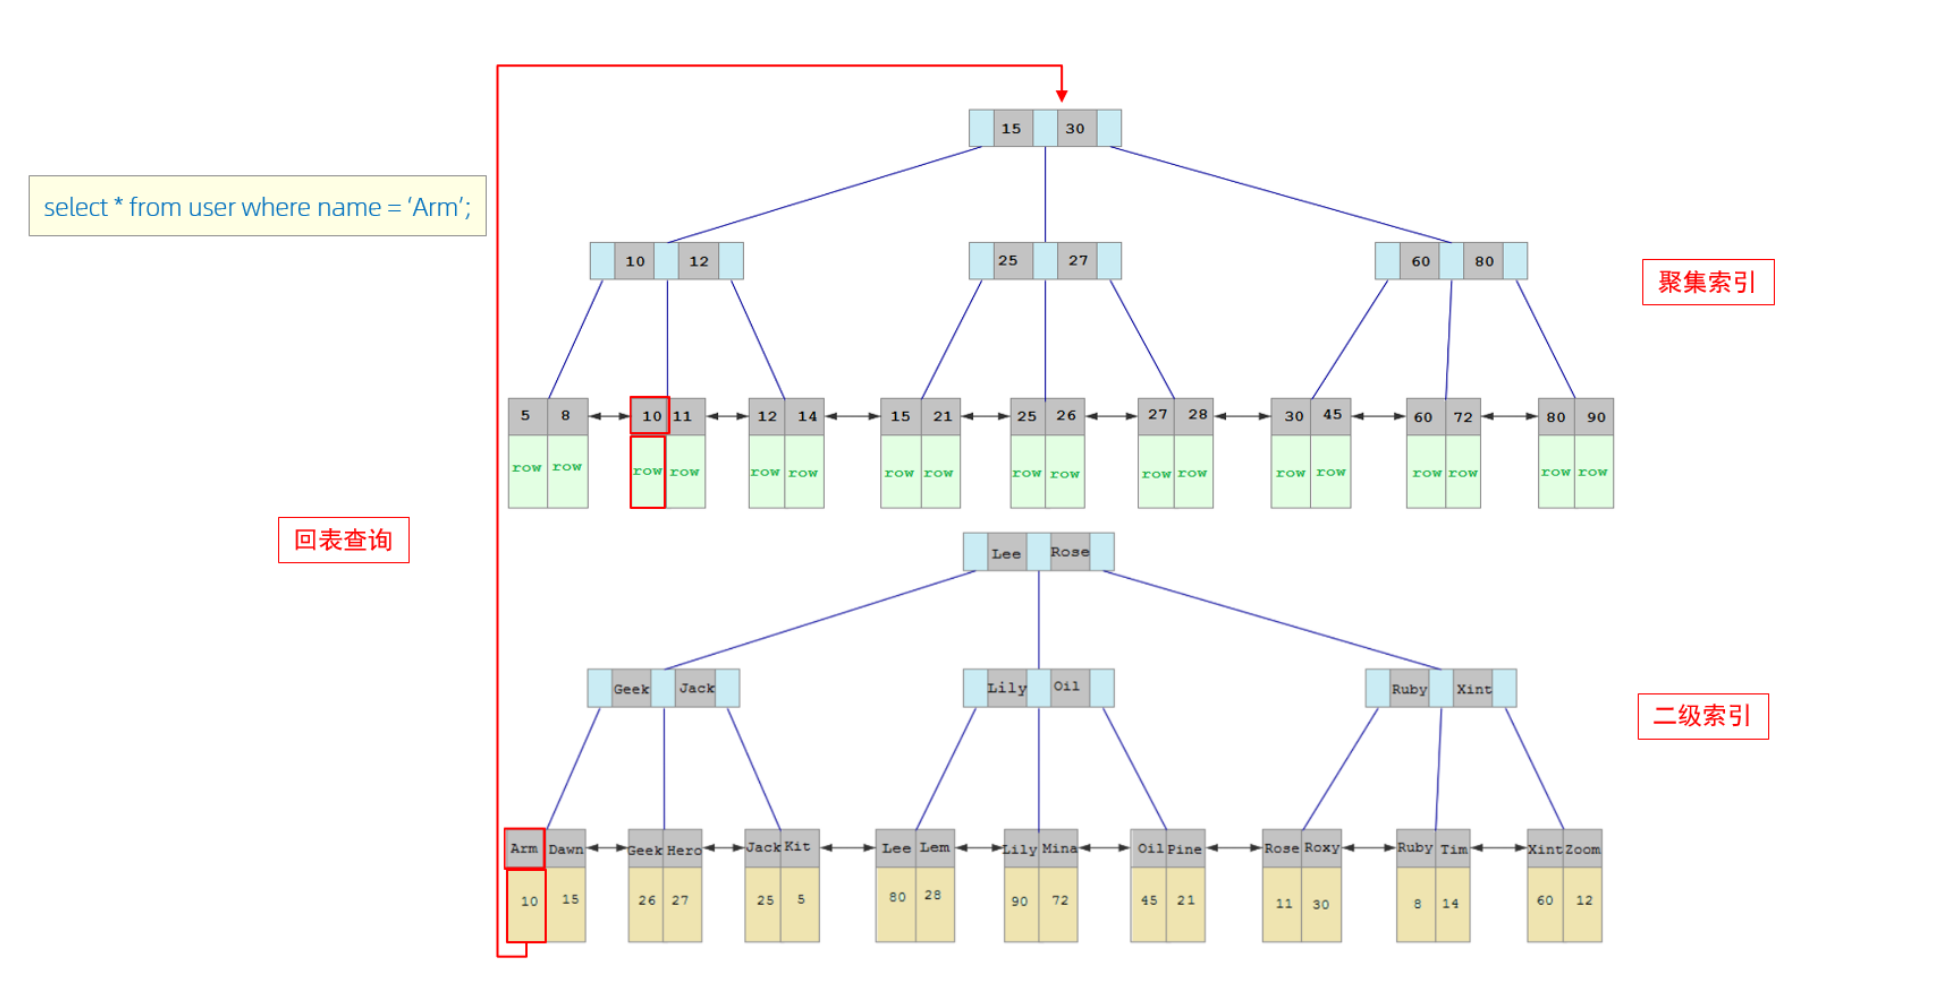 select * from user where name = ‘Arm’;
15 30
10 12 25 27 60 80
聚集索引
5 8 10 11 12 14 15 21 25 26 27 28 30 45 60 72 80 90
row row row row row row row row row row row row row row row row row row
回表查询
Lee Rose
Geek Jack Lily Oil Ruby Xint
二级索引
Arm Dawn Geek Hero Jack Kit Lee Lem Lily Mina Oil Pine Rose Roxy Ruby Tim Xint Zoom
10 15 26 27 25 5 80 28 90 72 45 21 11 30 8 14 60 12